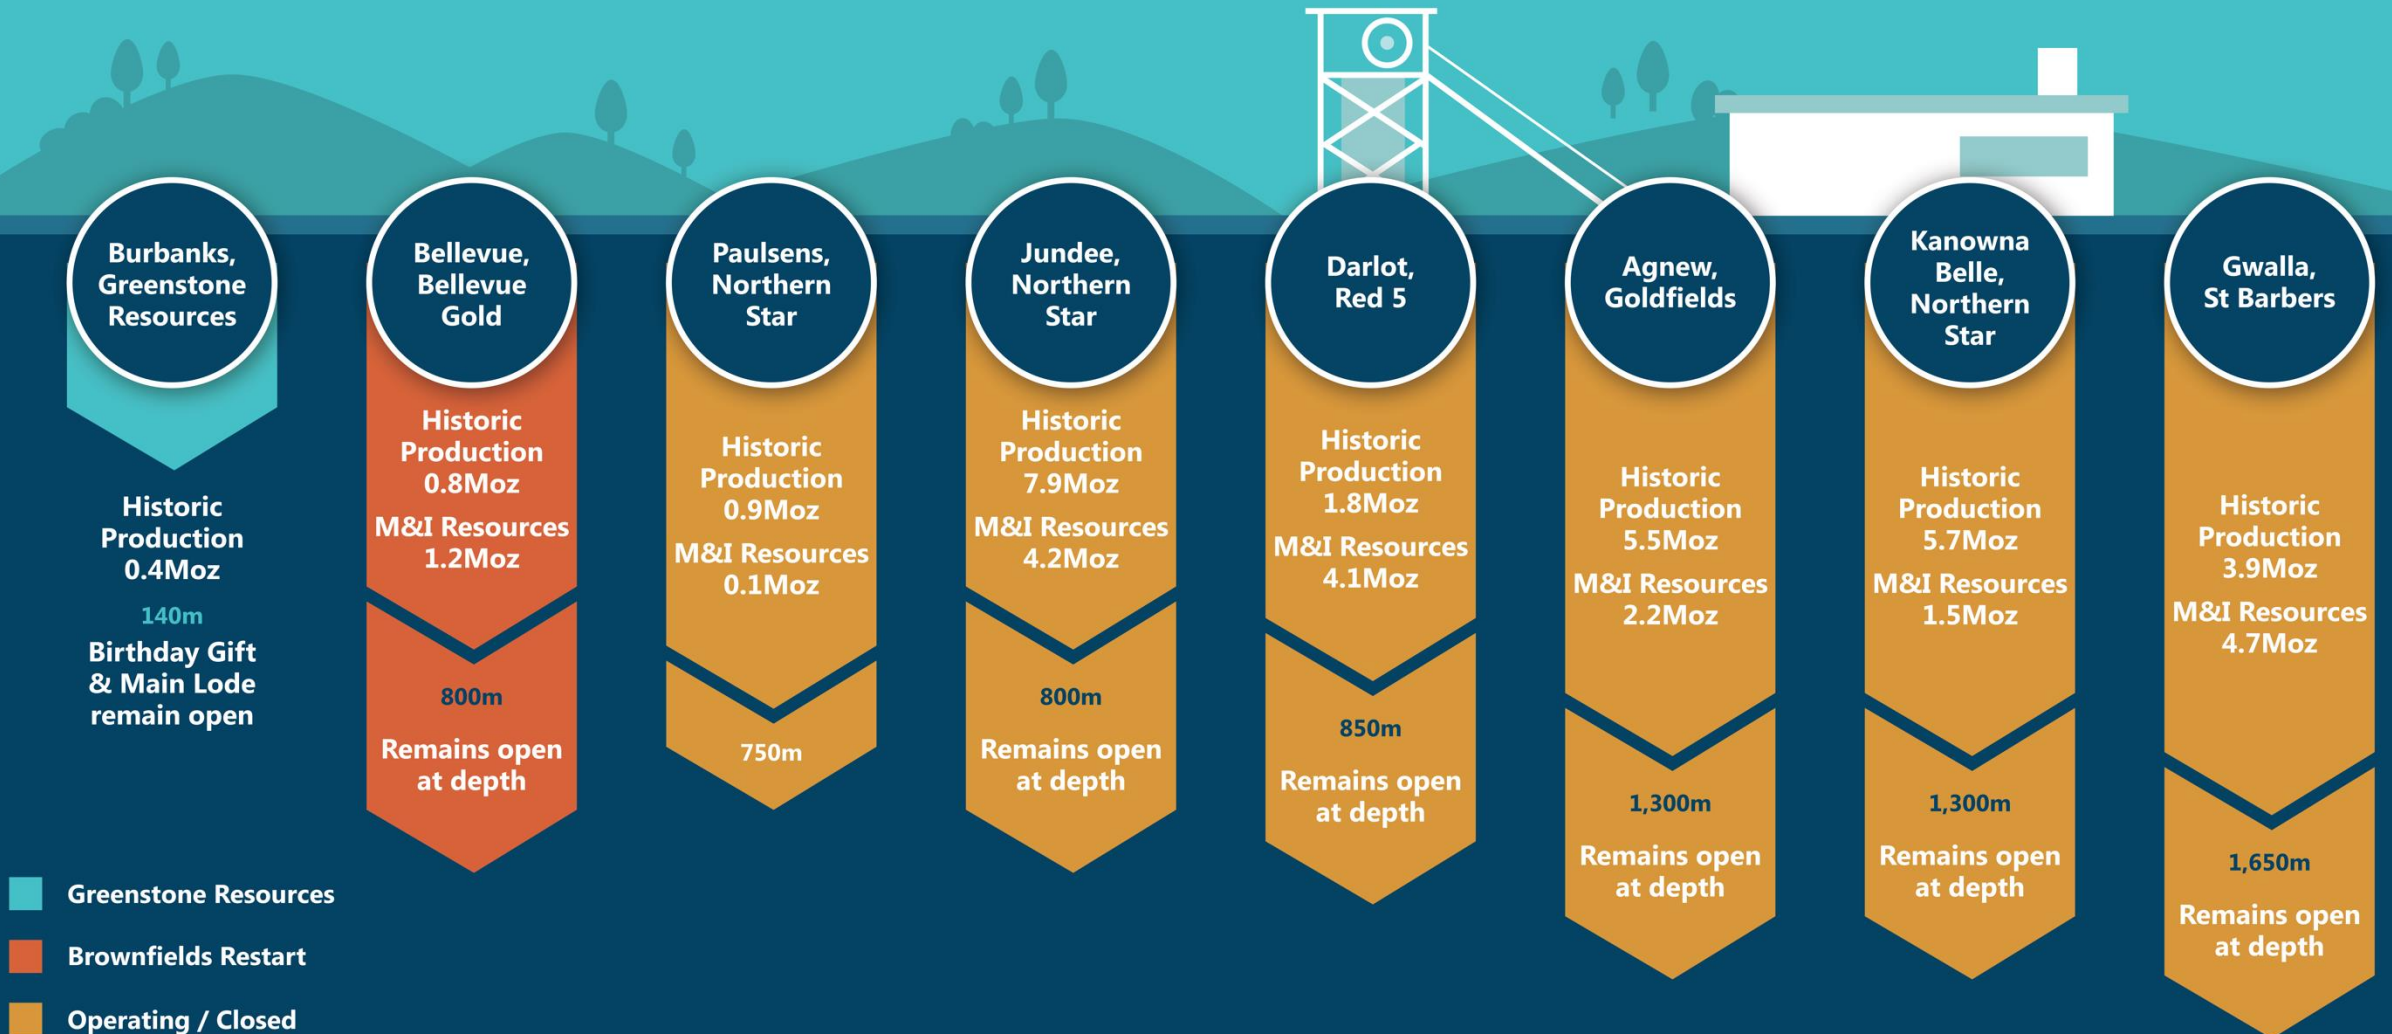 Burbanks,
Greenstone
Resources
Historic
Production
0.4Moz
140m
Birthday Gift
& Main Lode
remain open
Bellevue,
Bellevue
Gold
Historic
Production
0.8Moz
M&I Resources
1.2Moz
800m
Remains open
at depth
Paulsens,
Northern
Star
Historic
Production
0.9Moz
M&I Resources
0.1Moz
750m
Jundee,
Northern
Star
Historic
Production
7.9Moz
M&I Resources
4.2Moz
800m
Remains open
at depth
Darlot,
Red 5
Historic
Production
1.8Moz
M&I Resources
4.1Moz
850m
Remains open
at depth
Agnew,
Goldfields
Historic
Production
5.5Moz
M&I Resources
2.2Moz
1,300m
Remains open
at depth
Kanowna
Belle,
Northern
Star
Historic
Production
5.7Moz
M&I Resources
1.5Moz
1,300m
Remains open
at depth
Gwalla,
St Barbers
Historic
Production
3.9Moz
M&I Resources
4.7Moz
1,650m
Remains open
at depth
Greenstone Resources
Brownfields Restart
Operating / Closed